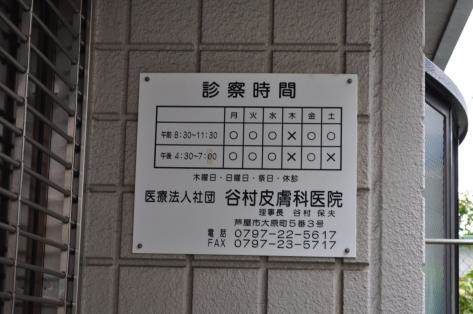 診察時間
月 火 水 木 金 土
午前 8:30~11:30 ○ ○ ○ × ○ ○
午後 4:30~7:00 ○ ○ ○ × ○ ×
木曜日・日曜日・祭日・休診
医療法人社団 谷村皮膚科医院
理事長 谷村 保夫
芦屋市大原町5番3号
電話 0797-22-5617
FAX 0797-23-5717